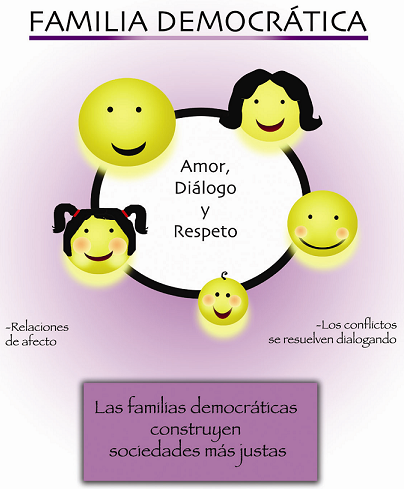 FAMILIA DEMOCRÁTICA
Amor,
Diálogo
y
Respeto
-Relaciones
de afecto
-Los conflictos
se resuelven dialogando
Las familias democráticas
construyen
sociedades más justas